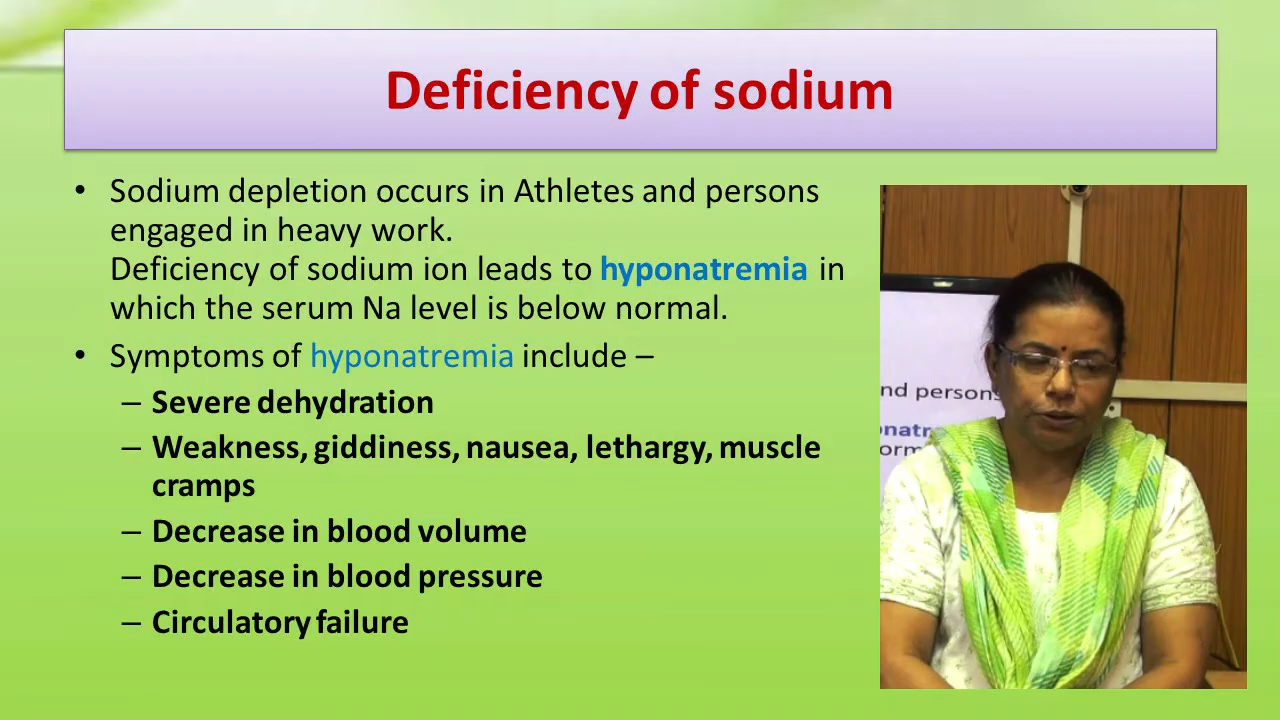 Deficiency of sodium
• Sodium depletion occurs in Athletes and persons
engaged in heavy work.
Deficiency of sodium ion leads to hyponatremia in
which the serum Na level is below normal.
• Symptoms of hyponatremia include –
– Severe dehydration
– Weakness, giddiness, nausea, lethargy, muscle
cramps
– Decrease in blood volume
– Decrease in blood pressure
– Circulatory failure
nd persons
onatr
orm